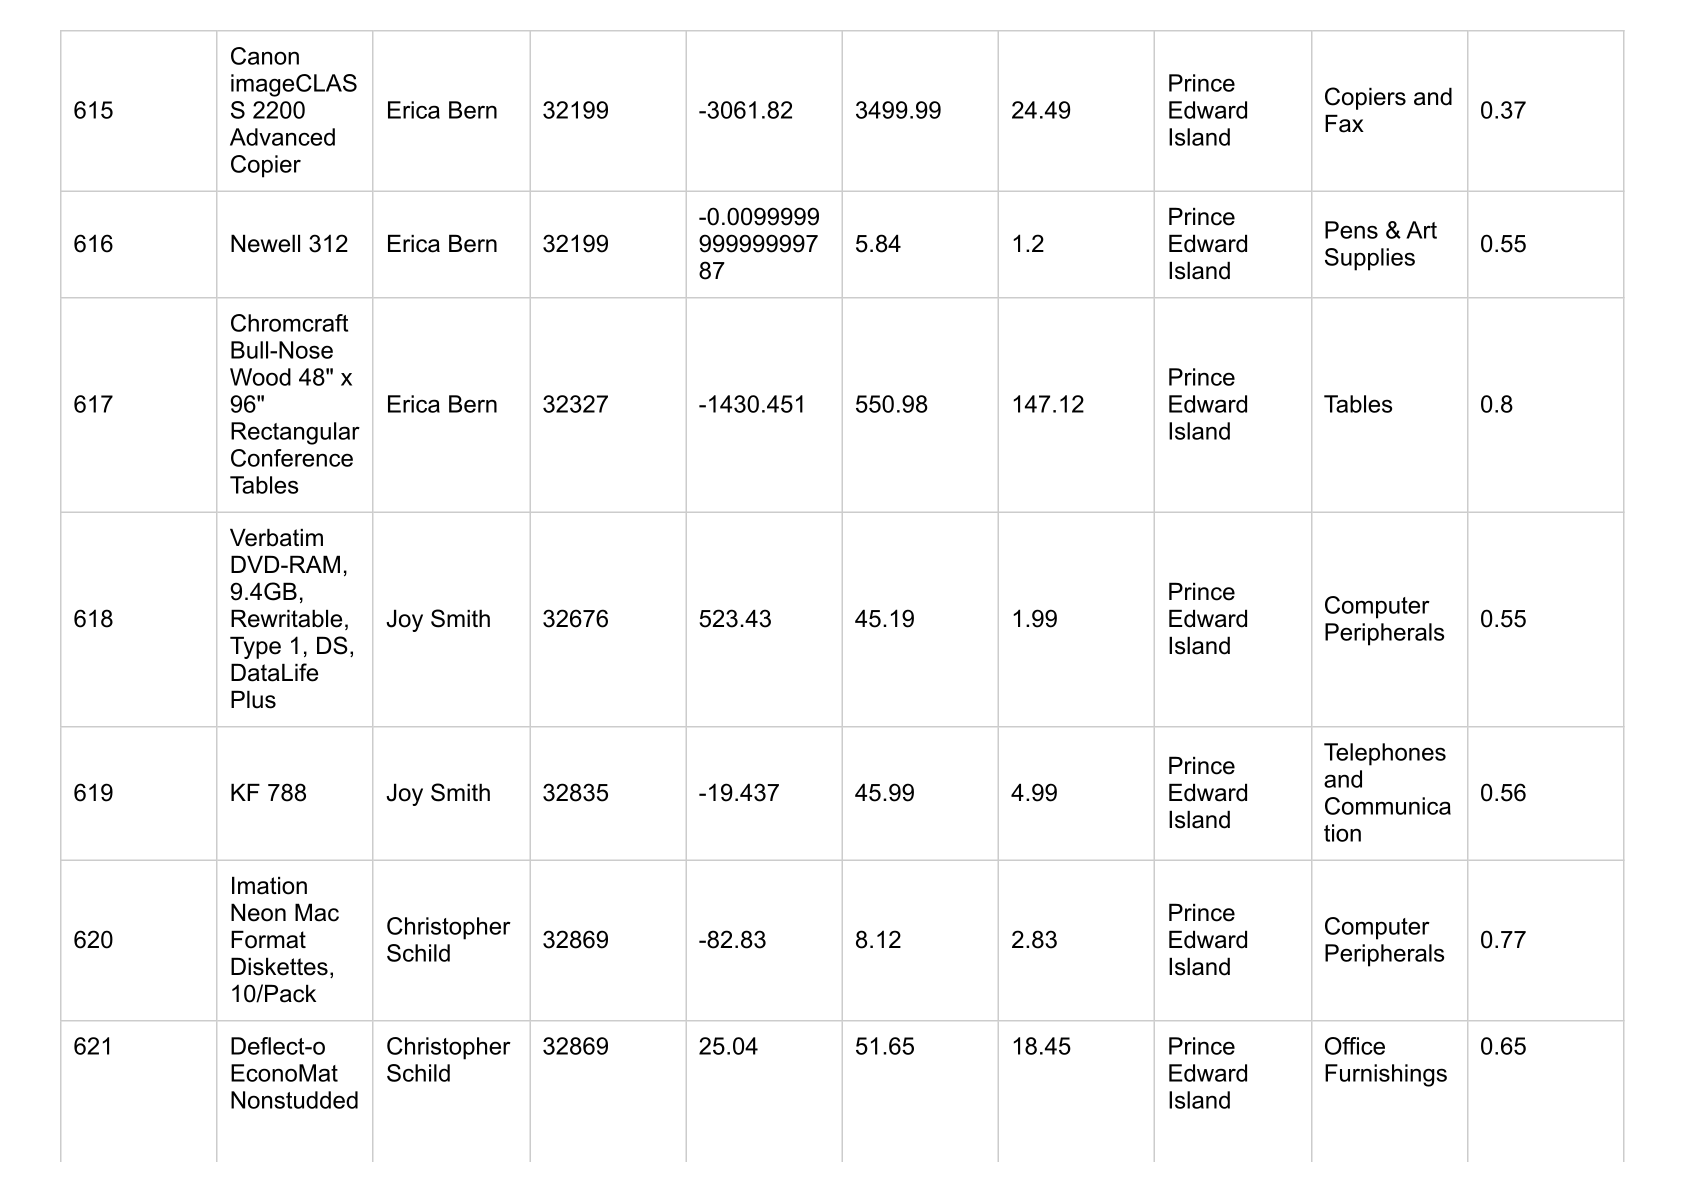 615
Canon
imageCLAS
S 2200
Advanced
Copier
Erica Bern
32199
-3061.82
3499.99
24.49
Prince
Edward
Island
Copiers and
Fax
0.37
616
Newell 312
Erica Bern
32199
-0.0099999
999999997
87
5.84
1.2
Prince
Edward
Island
Pens & Art
Supplies
0.55
617
Chromcraft
Bull-Nose
Wood 48" x
96"
Rectangular
Conference
Tables
Erica Bern
32327
-1430.451
550.98
147.12
Prince
Edward
Island
Tables
0.8
618
Verbatim
DVD-RAM,
9.4GB,
Rewritable,
Type 1, DS,
DataLife
Plus
Joy Smith
32676
523.43
45.19
1.99
Prince
Edward
Island
Computer
Peripherals
0.55
619
KF 788
Joy Smith
32835
-19.437
45.99
4.99
Prince
Edward
Island
Telephones
and
Communica
tion
0.56
620
Imation
Neon Mac
Format
Diskettes,
10/Pack
Christopher
Schild
32869
-82.83
8.12
2.83
Prince
Edward
Island
Computer
Peripherals
0.77
621
Deflect-o
EconoMat
Nonstudded
Christopher
Schild
32869
25.04
51.65
18.45
Prince
Edward
Island
Office
Furnishings
0.65